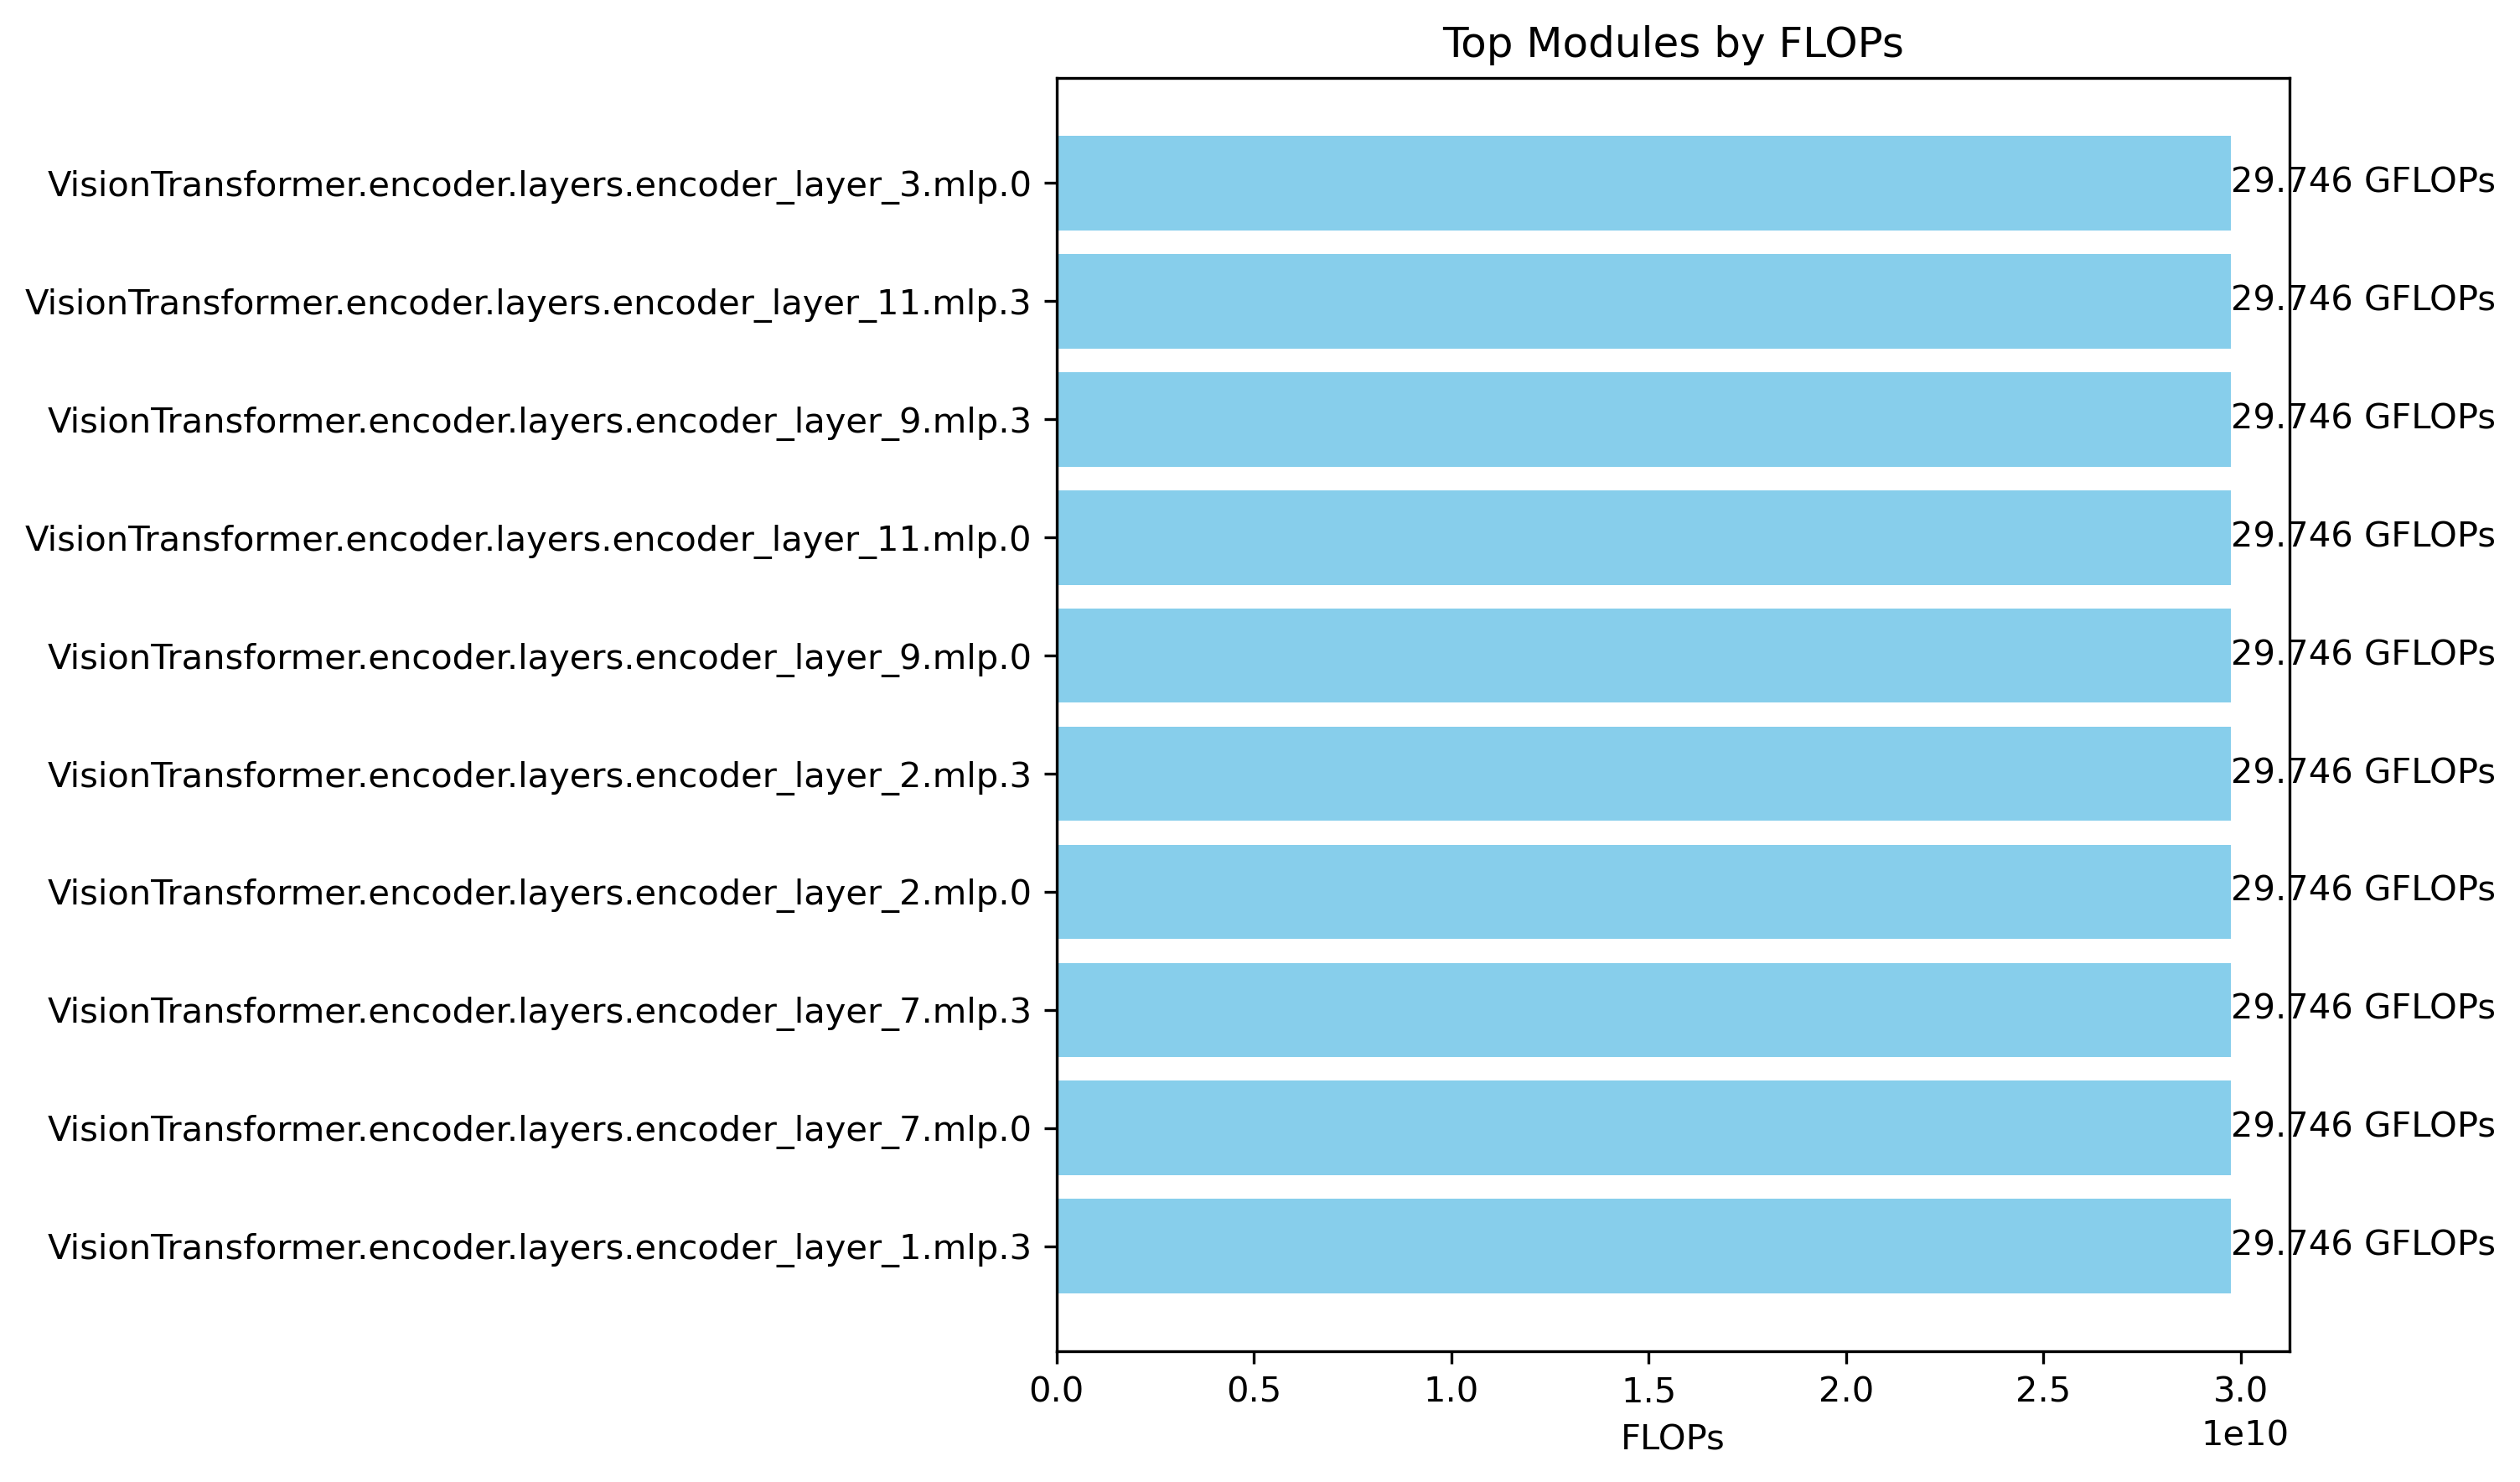 Top Modules by FLOPs
VisionTransformer.encoder.layers.encoder_layer_3.mlp.0 29.746 GFLOPs
VisionTransformer.encoder.layers.encoder_layer_11.mlp.3 29.746 GFLOPs
VisionTransformer.encoder.layers.encoder_layer_9.mlp.3 29.746 GFLOPs
VisionTransformer.encoder.layers.encoder_layer_11.mlp.0 29.746 GFLOPs
VisionTransformer.encoder.layers.encoder_layer_9.mlp.0 29.746 GFLOPs
VisionTransformer.encoder.layers.encoder_layer_2.mlp.3 29.746 GFLOPs
VisionTransformer.encoder.layers.encoder_layer_2.mlp.0 29.746 GFLOPs
VisionTransformer.encoder.layers.encoder_layer_7.mlp.3 29.746 GFLOPs
VisionTransformer.encoder.layers.encoder_layer_7.mlp.0 29.746 GFLOPs
VisionTransformer.encoder.layers.encoder_layer_1.mlp.3 29.746 GFLOPs
0.0 0.5 1.0 1.5 2.0 2.5 3.0
1e10
FLOPs